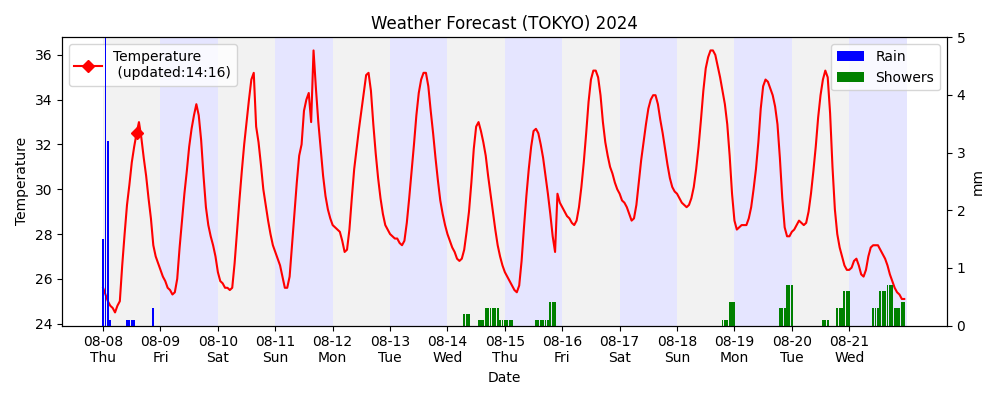 Weather Forecast (TOKYO) 2024
Temperature
(updated:14:16)
Rain
Showers
36
34
32
30
28
26
24
Temperature
5
4
3
2
1
0
mm
08-08 08-09 08-10 08-11 08-12 08-13 08-14 08-15 08-16 08-17 08-18 08-19 08-20 08-21
Thu Fri Sat Sun Mon Tue Wed Thu Fri Sat Sun Mon Tue Wed
Date